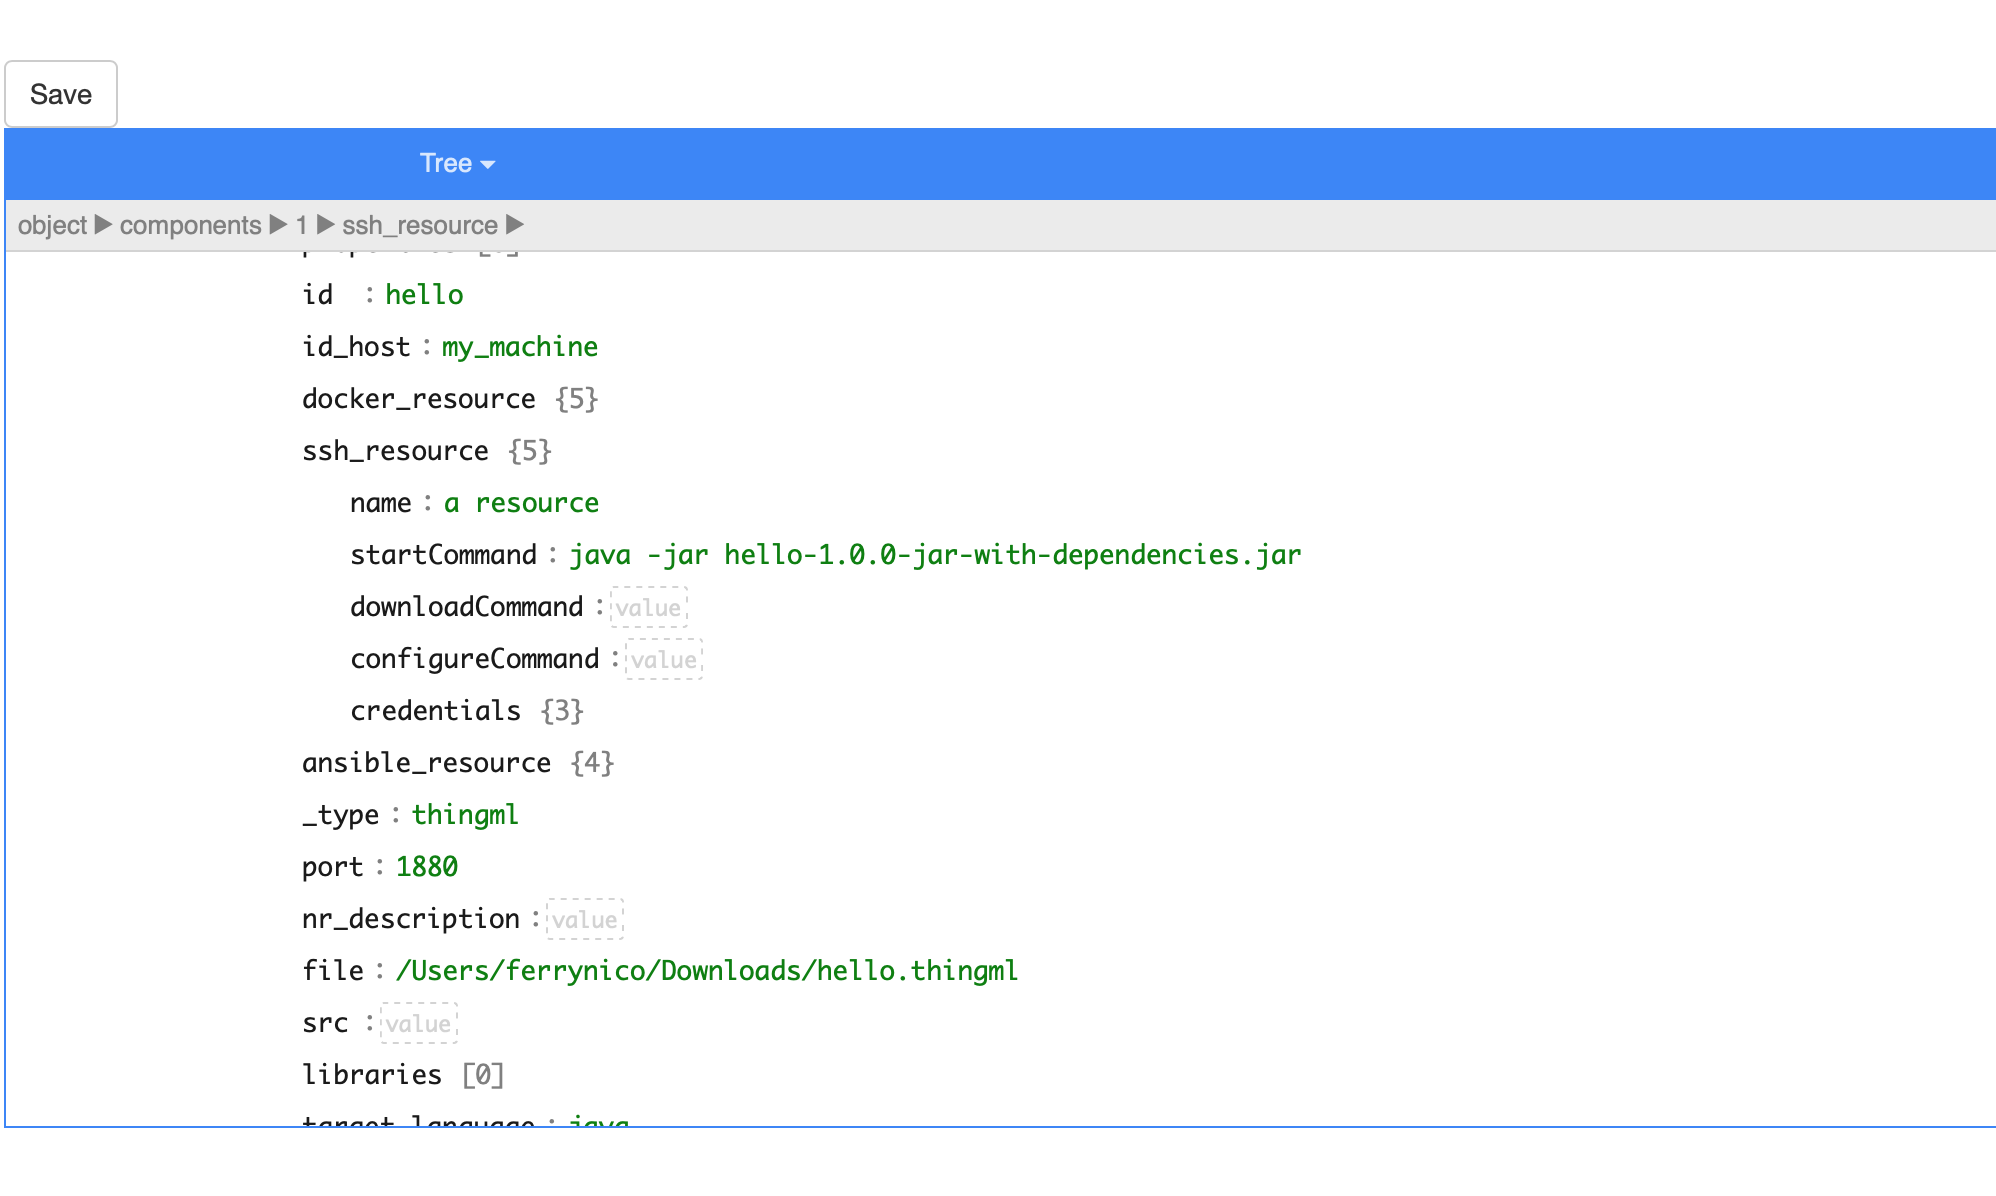 Save
Tree
object ▶ components ▶ 1 ▶ ssh_resource ▶
id : hello
id_host : my_machine
docker_resource {5}
ssh_resource {5}
name : a resource
startCommand : java -jar hello-1.0.0-jar-with-dependencies.jar
downloadCommand : value
configureCommand : value
credentials {3}
ansible_resource {4}
_type : thingml
port : 1880
nr_description : value
file : /Users/ferrynico/Downloads/hello.thingml
src : value
libraries [0]
target_language : java